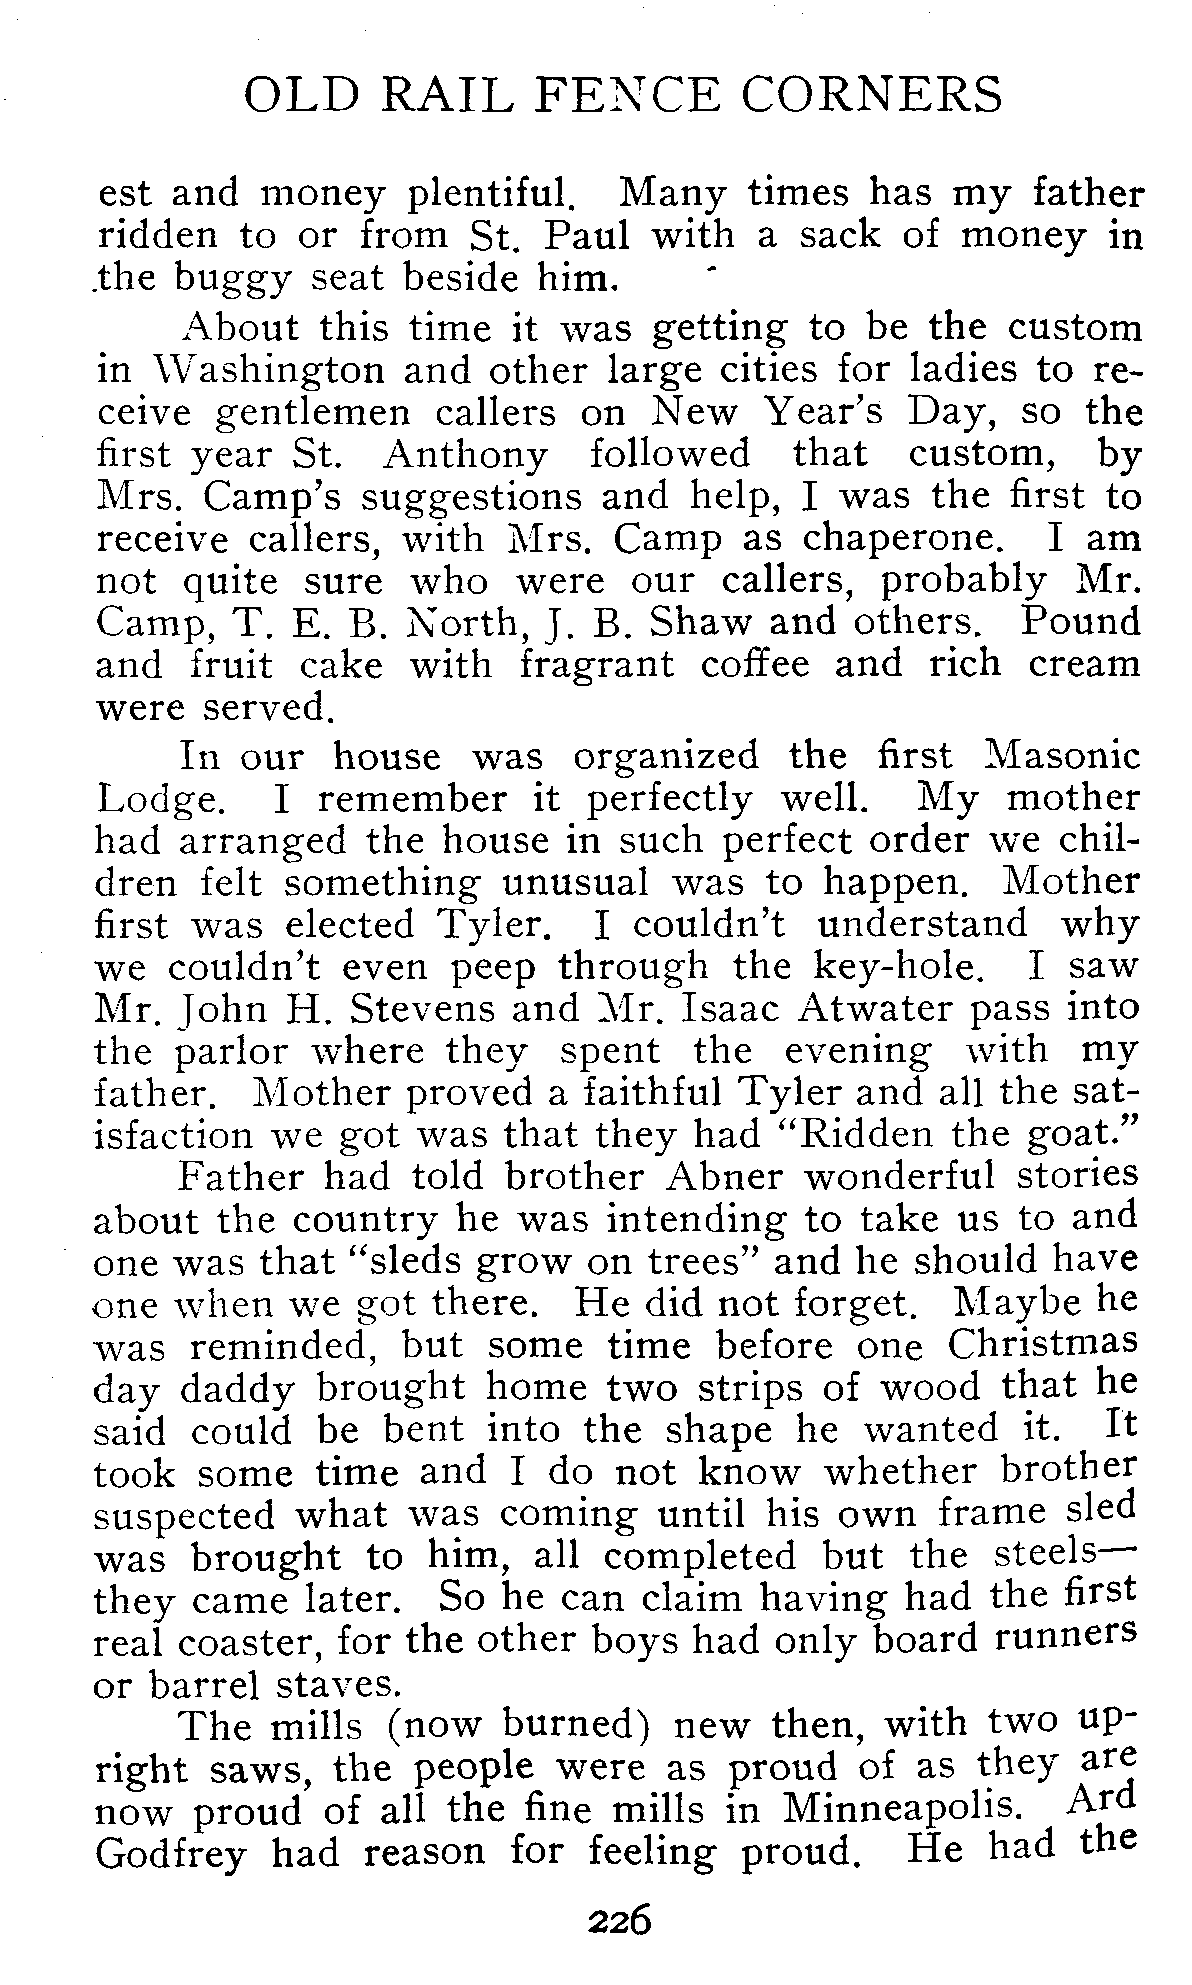 OLD RAIL FENCE CORNERS
est and money plentiful. Many times has my father
ridden to or from St. Paul with a sack of money in
.the buggy seat beside him.
About this time it was getting to be the custom
in Washington and other large cities for ladies to re-
ceive gentlemen callers on New Year's Day, so the
first year St. Anthony followed that custom, by
Mrs. Camp's suggestions and help, I was the first to
receive callers, with Mrs. Camp as chaperone. I am
not quite sure who were our callers, probably Mr.
Camp, T. E. B. North, J. B. Shaw and others. Pound
and fruit cake with fragrant coffee and rich cream
were served.
In our house was organized the first Masonic
Lodge. I remember it perfectly well. My mother
had arranged the house in such perfect order we chil-
dren felt something unusual was to happen. Mother
first was elected Tyler. I couldn't understand why
we couldn't even peep through the key-hole. I saw
Mr. John H. Stevens and Mr. Isaac Atwater pass into
the parlor where they spent the evening with my
father. Mother proved a faithful Tyler and all the sat-
isfaction we got was that they had "Ridden the goat."
Father had told brother Abner wonderful stories
about the country he was intending to take us to and
one was that "sleds grow on trees" and he should have
one when we got there. He did not forget. Maybe he
was reminded, but some time before one Christmas
day daddy brought home two strips of wood that he
said could be bent into the shape he wanted it. It
took some time and I do not know whether brother
suspected what was coming until his own frame sled
was brought to him, all completed but the steels—
they came later. So he can claim having had the first
real coaster, for the other boys had only board runners
or barrel staves.
The mills (now burned) new then, with two up-
right saws, the people were as proud of as they are
now proud of all the fine mills in Minneapolis. Ard
Godfrey had reason for feeling proud. He had the
226